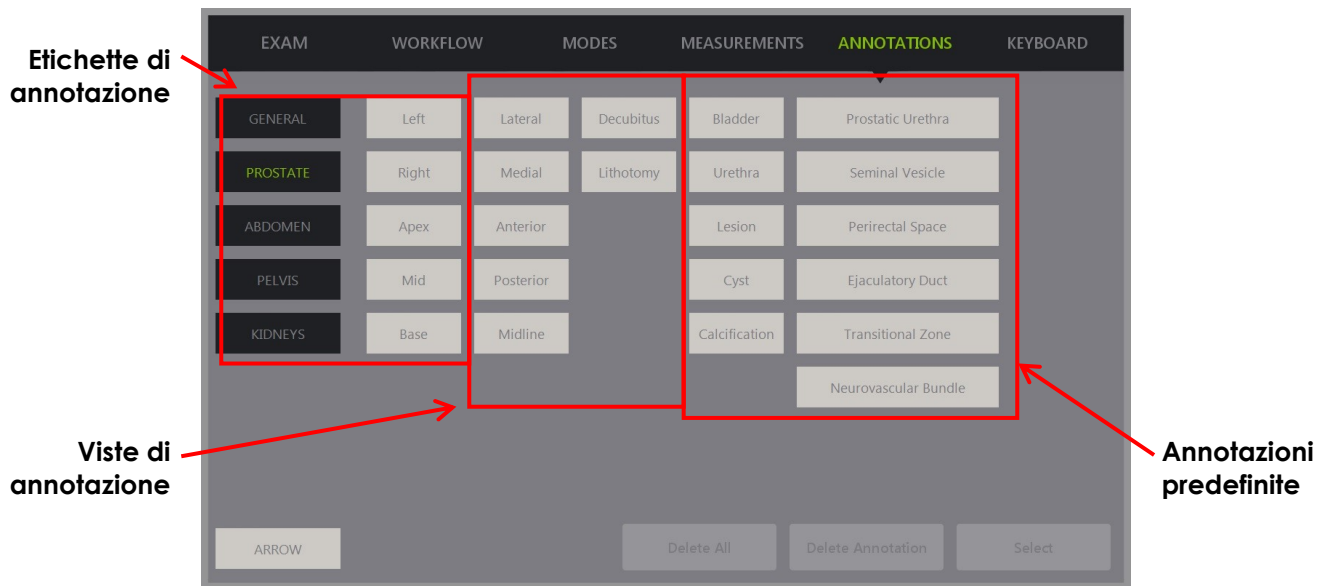 EXAM WORKFLOW MODES MEASUREMENTS ANNOTATIONS KEYBOARD
Etichette di
annotazione
GENERAL Left Lateral Decubitus Bladder Prostatic Urethra
PROSTATE Right Medial Lithotomy Urethra Seminal Vesicle
ABDOMEN Apex Anterior Lesion Perirectal Space
PELVIS Mid Posterior Cyst Ejaculatory Duct
KIDNEYS Base Midline Calcification Transitional Zone
Neurovascular Bundle
Viste di
annotazione
Annotazioni
predefinite
ARROW Delete All Delete Annotation Select